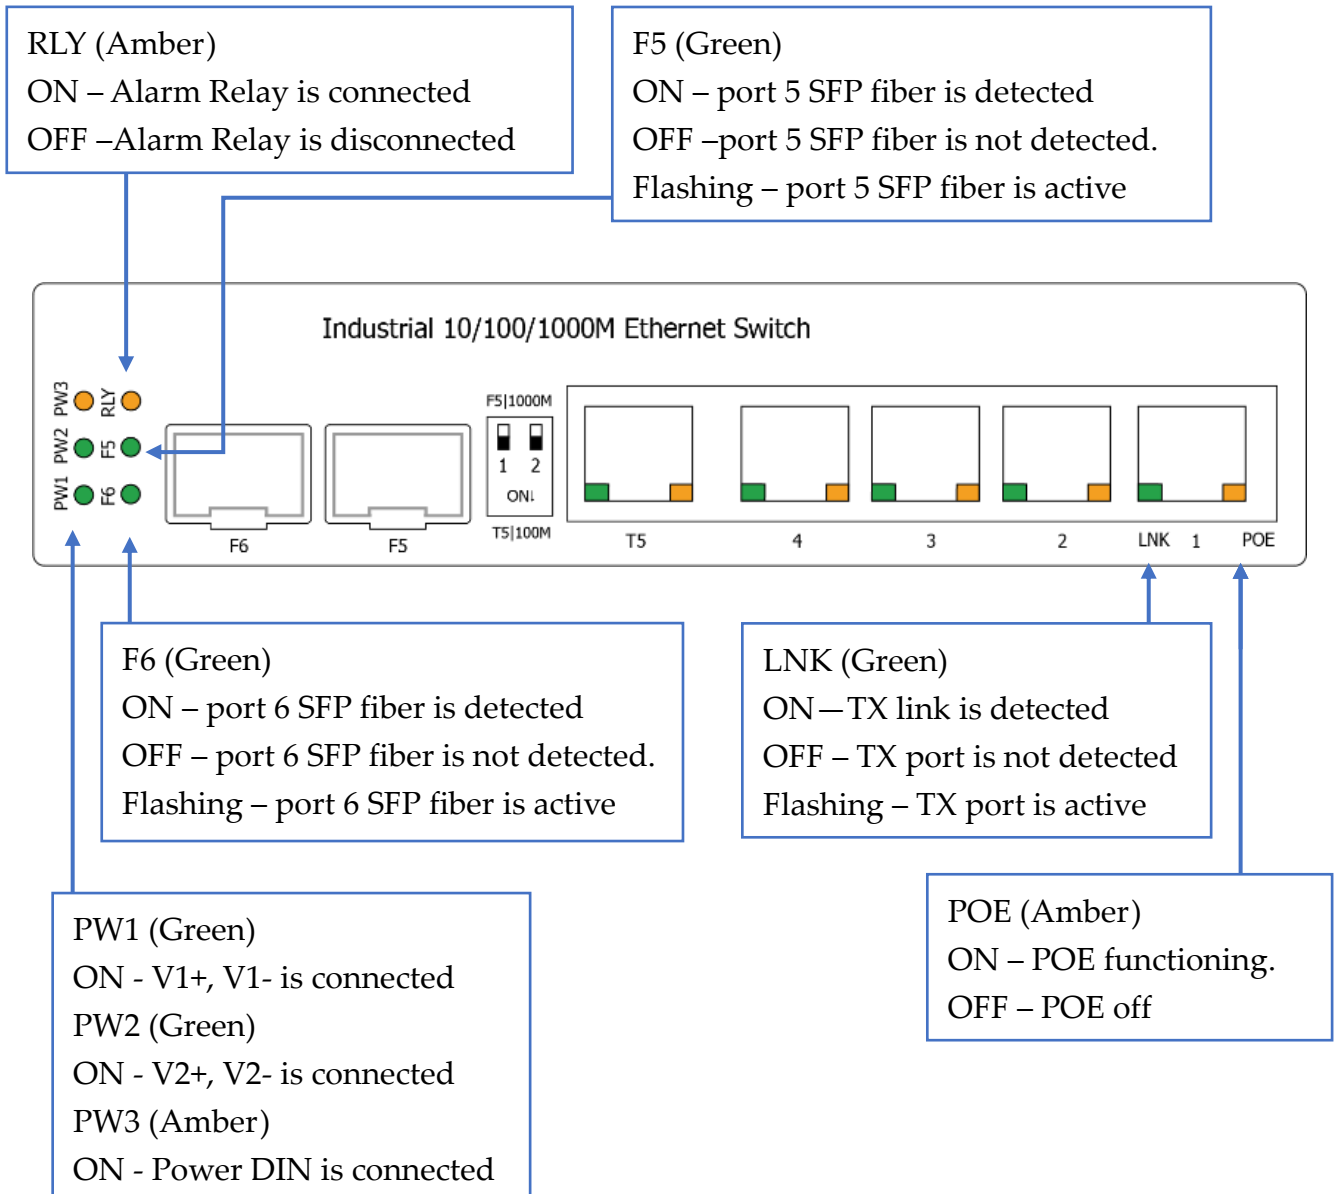 RLY (Amber)
ON – Alarm Relay is connected
OFF –Alarm Relay is disconnected
F5 (Green)
ON – port 5 SFP fiber is detected
OFF –port 5 SFP fiber is not detected.
Flashing – port 5 SFP fiber is active
Industrial 10/100/1000M Ethernet Switch
PW3
RLY
PW2
F5
PW1
F6
F5|1000M
1 2
ON↓
T5|100M
F6
F5
T5
4
3
2
LNK 1 POE
F6 (Green)
ON – port 6 SFP fiber is detected
OFF – port 6 SFP fiber is not detected.
Flashing – port 6 SFP fiber is active
LNK (Green)
ON—TX link is detected
OFF – TX port is not detected
Flashing – TX port is active
PW1 (Green)
ON - V1+, V1- is connected
PW2 (Green)
ON - V2+, V2- is connected
PW3 (Amber)
ON - Power DIN is connected
POE (Amber)
ON – POE functioning.
OFF – POE off